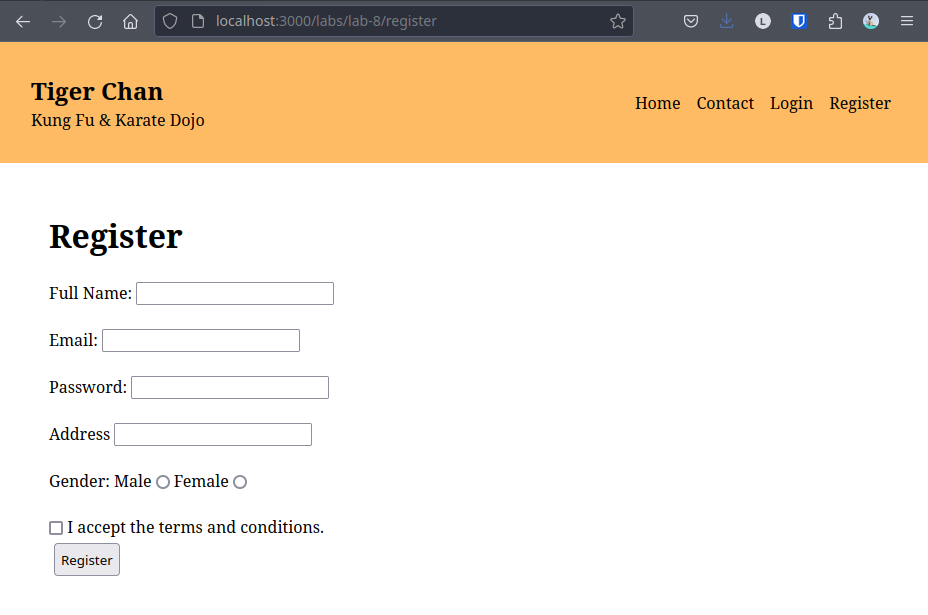 localhost:3000/labs/lab-8/register
L
Tiger Chan
Kung Fu & Karate Dojo
Home Contact Login Register
Register
Full Name:
Email:
Password:
Address
Gender: Male Female
I accept the terms and conditions.
Register